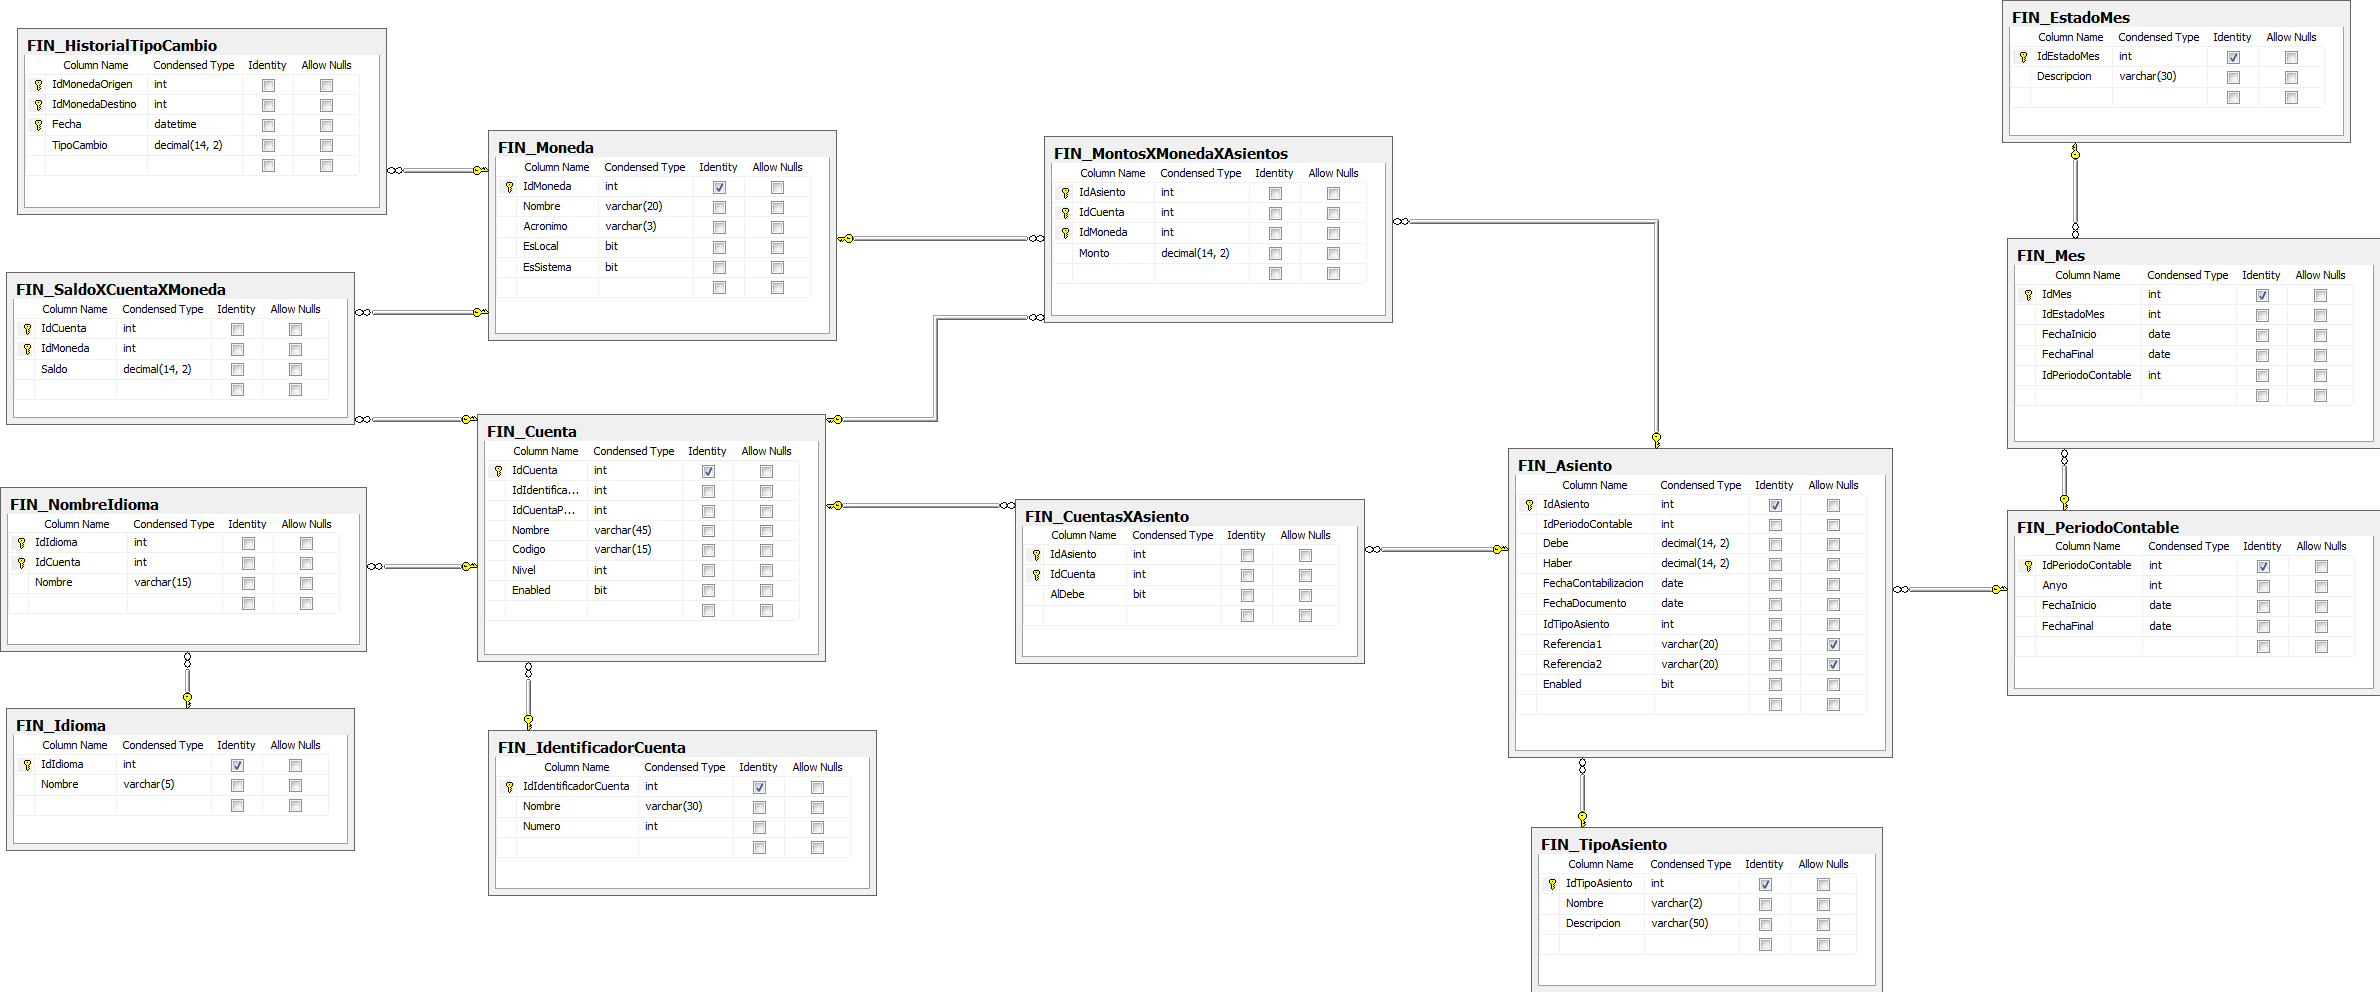 FIN_HistorialTipoCambio
Column Name Condensed Type Identity Allow Nulls
IdMonedaOrigen int
IdMonedaDestino int
Fecha datetime
TipoCambio decimal(14, 2)
FIN_Moneda
Column Name Condensed Type Identity Allow Nulls
IdMoneda int
Nombre varchar(20)
Acronimo varchar(3)
EsLocal bit
EsSistema bit
FIN_MontosXMonedaXAsientos
Column Name Condensed Type Identity Allow Nulls
IdAsiento int
IdCuenta int
IdMoneda int
Monto decimal(14, 2)
FIN_EstadoMes
Column Name Condensed Type Identity Allow Nulls
IdEstadoMes int
Descripcion varchar(30)
FIN_Mes
Column Name Condensed Type Identity Allow Nulls
IdMes int
IdEstadoMes int
FechaInicio date
FechaFinal date
IdPeriodoContable int
FIN_SaldoXCuentaXMoneda
Column Name Condensed Type Identity Allow Nulls
IdCuenta int
IdMoneda int
Saldo decimal(14, 2)
FIN_Cuenta
Column Name Condensed Type Identity Allow Nulls
IdCuenta int
IdIdentifica... int
IdCuentaP... int
Nombre varchar(45)
Codigo varchar(15)
Nivel int
Enabled bit
FIN_NombreIdioma
Column Name Condensed Type Identity Allow Nulls
IdIdioma int
IdCuenta int
Nombre varchar(15)
FIN_CuentasXAsiento
Column Name Condensed Type Identity Allow Nulls
IdAsiento int
IdCuenta int
AlDebe bit
FIN_Asiento
Column Name Condensed Type Identity Allow Nulls
IdAsiento int
IdPeriodoContable int
Debe decimal(14, 2)
Haber decimal(14, 2)
FechaContabilizacion date
FechaDocumento date
IdTipoAsiento int
Referencia1 varchar(20)
Referencia2 varchar(20)
Enabled bit
FIN_PeriodoContable
Column Name Condensed Type Identity Allow Nulls
IdPeriodoContable int
Anyo int
FechaInicio date
FechaFinal date
FIN_Idioma
Column Name Condensed Type Identity Allow Nulls
IdIdioma int
Nombre varchar(5)
FIN_IdentificadorCuenta
Column Name Condensed Type Identity Allow Nulls
IdIdentificadorCuenta int
Nombre varchar(30)
Numero int
FIN_TipoAsiento
Column Name Condensed Type Identity Allow Nulls
IdTipoAsiento int
Nombre varchar(2)
Descripcion varchar(50)